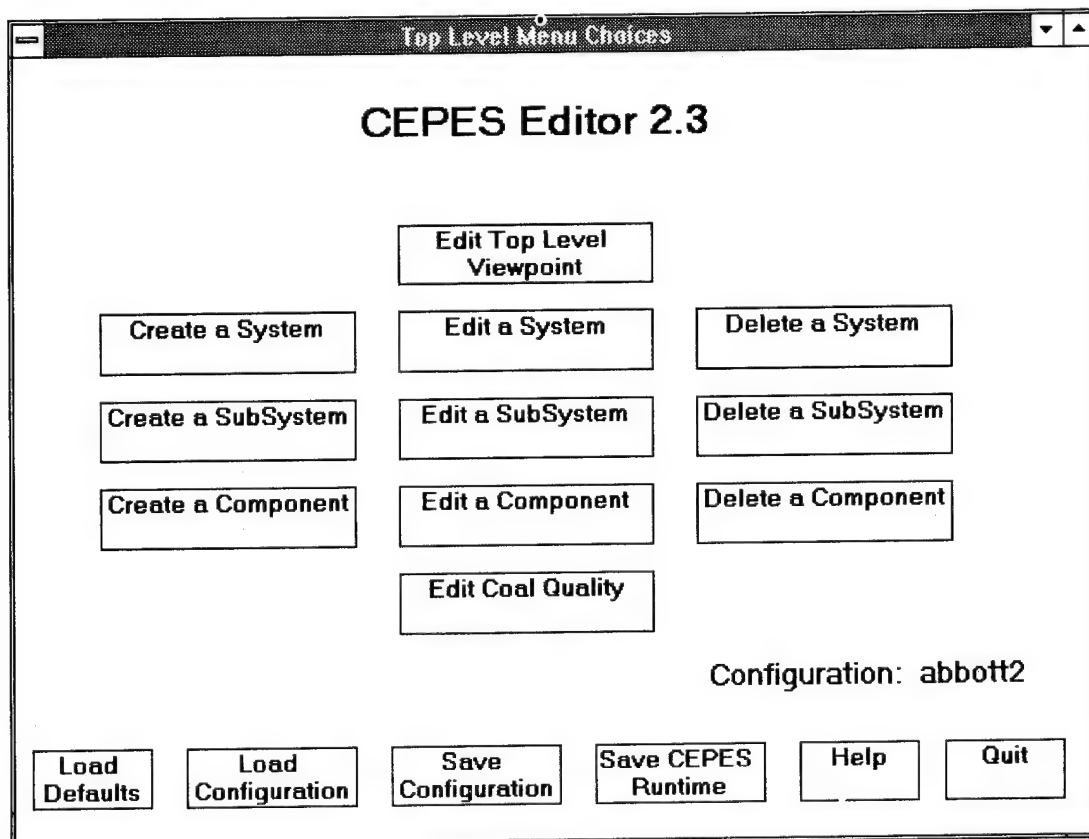 Top Level Menu Choices
CEPES Editor 2.3
Edit Top Level
Viewpoint
Create a System
Edit a System
Delete a System
Create a SubSystem
Edit a SubSystem
Delete a SubSystem
Create a Component
Edit a Component
Delete a Component
Edit Coal Quality
Configuration: abbott2
Load
Defaults
Load
Configuration
Save
Configuration
Save CEPES
Runtime
Help
Quit